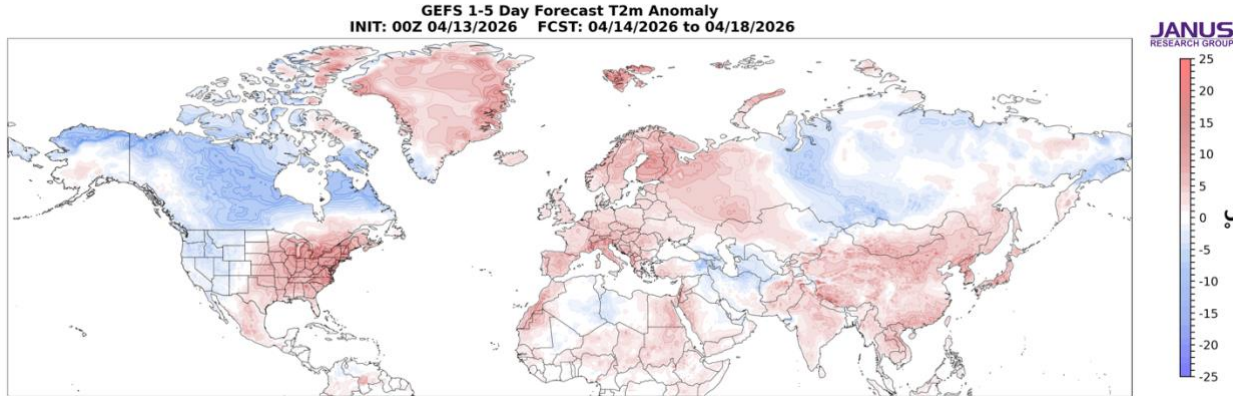 GEFS 1-5 Day Forecast T2m Anomaly
INIT: 00Z 04/13/2026 FCST: 04/14/2026 to 04/18/2026
JANUS
RESEARCH GROUP
25
20
15
10
5
0
-5
-10
-15
-20
-25
°C